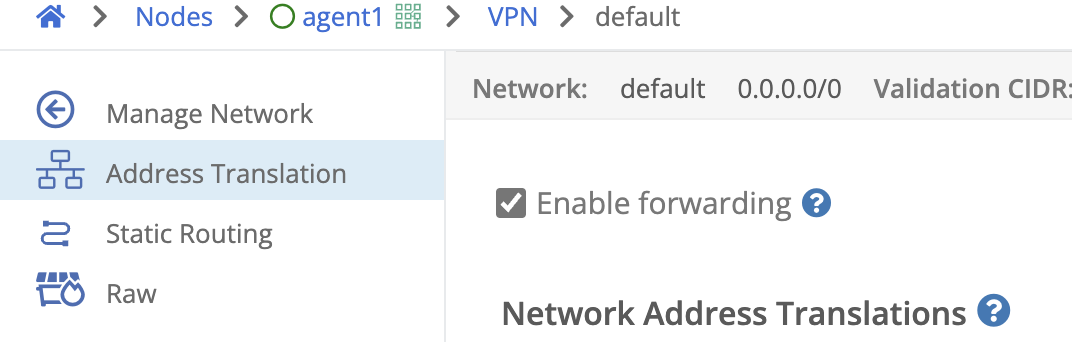 Nodes agent1 VPN default
Network: default 0.0.0.0/0 Validation CIDR:
Manage Network
Address Translation
Static Routing
Raw
Enable forwarding ?
Network Address Translations ?